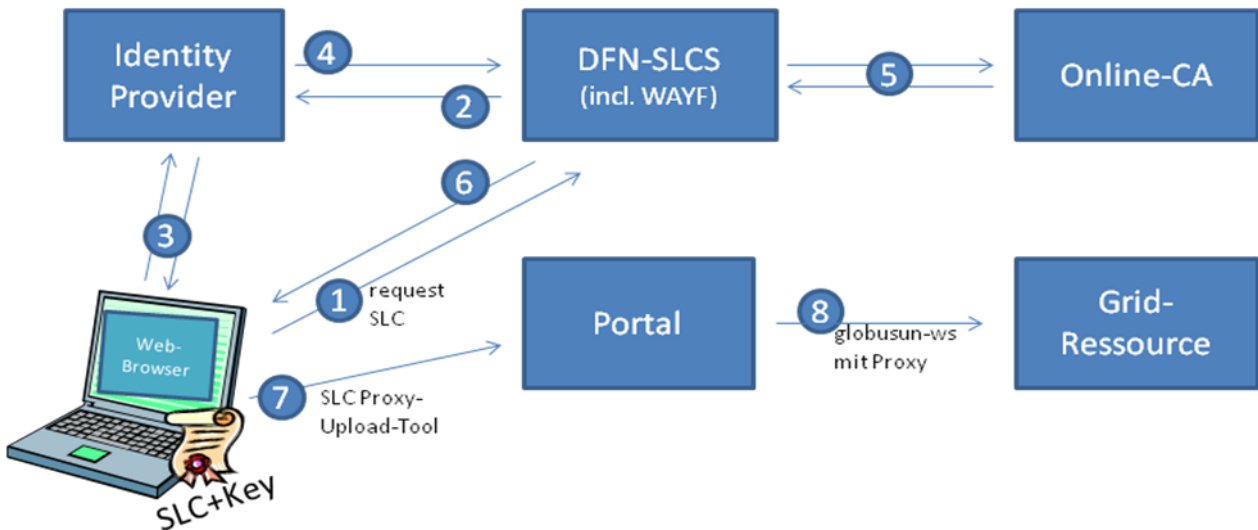 Identity
Provider
4
2
DFN-SLCS
(incl. WAYF)
5
Online-CA
3
6
1
request
SLC
Web-
Browser
7
SLC Proxy-
Upload-Tool
Portal
8
globusun-ws
mit Proxy
Grid-
Ressource
SLC+Key